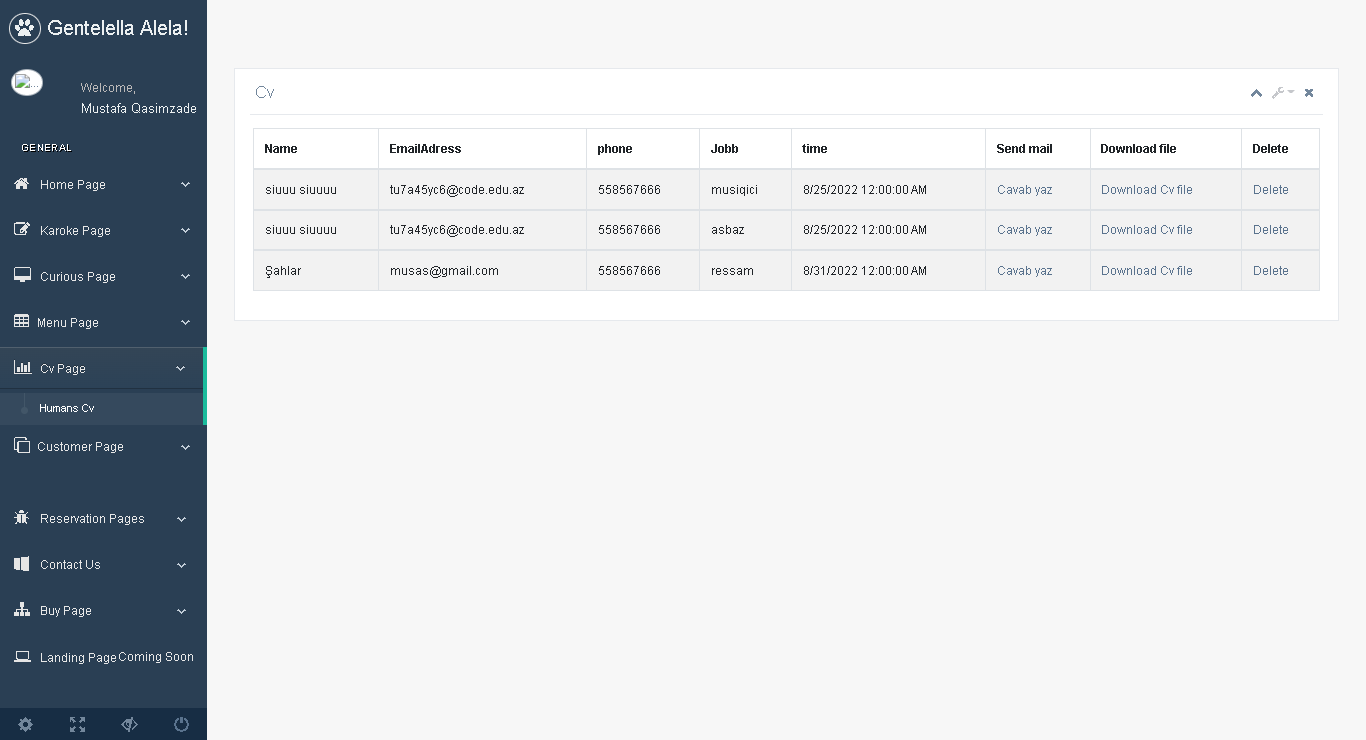 Gentelella Alela!
Welcome,
Mustafa Qasimzade
GENERAL
Home Page
Karoke Page
Curious Page
Menu Page
Cv Page
Humans Cv
Customer Page
Reservation Pages
Contact Us
Buy Page
Landing Page Coming Soon
Cv
Name EmailAdress phone Jobb time Send mail Download file Delete
siuuu siuuuu tu7a45yc6@code.edu.az 558567666 musiqici 8/25/2022 12:00:00 AM Cavab yaz Download Cv file Delete
siuuu siuuuu tu7a45yc6@code.edu.az 558567666 asbaz 8/25/2022 12:00:00 AM Cavab yaz Download Cv file Delete
Şahlar musas@gmail.com 558567666 ressam 8/31/2022 12:00:00 AM Cavab yaz Download Cv file Delete